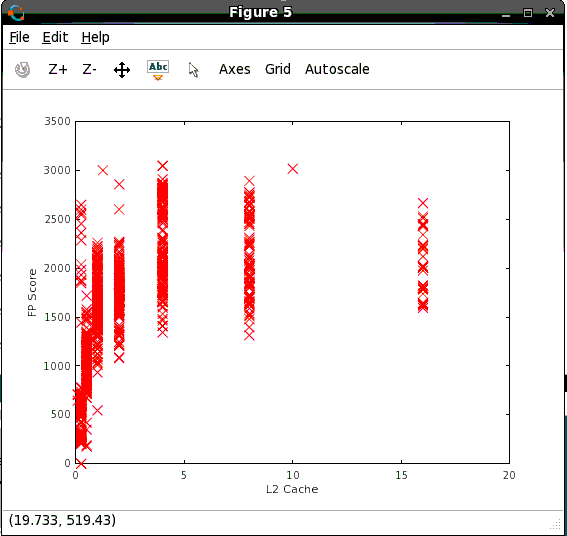 Figure 5
File Edit Help
Z+ Z- Abc Axes Grid Autoscale
3500
3000
2500
2000
1500
1000
500
0
FP Score
0 5 10 15 20
L2 Cache
(19.733, 519.43)